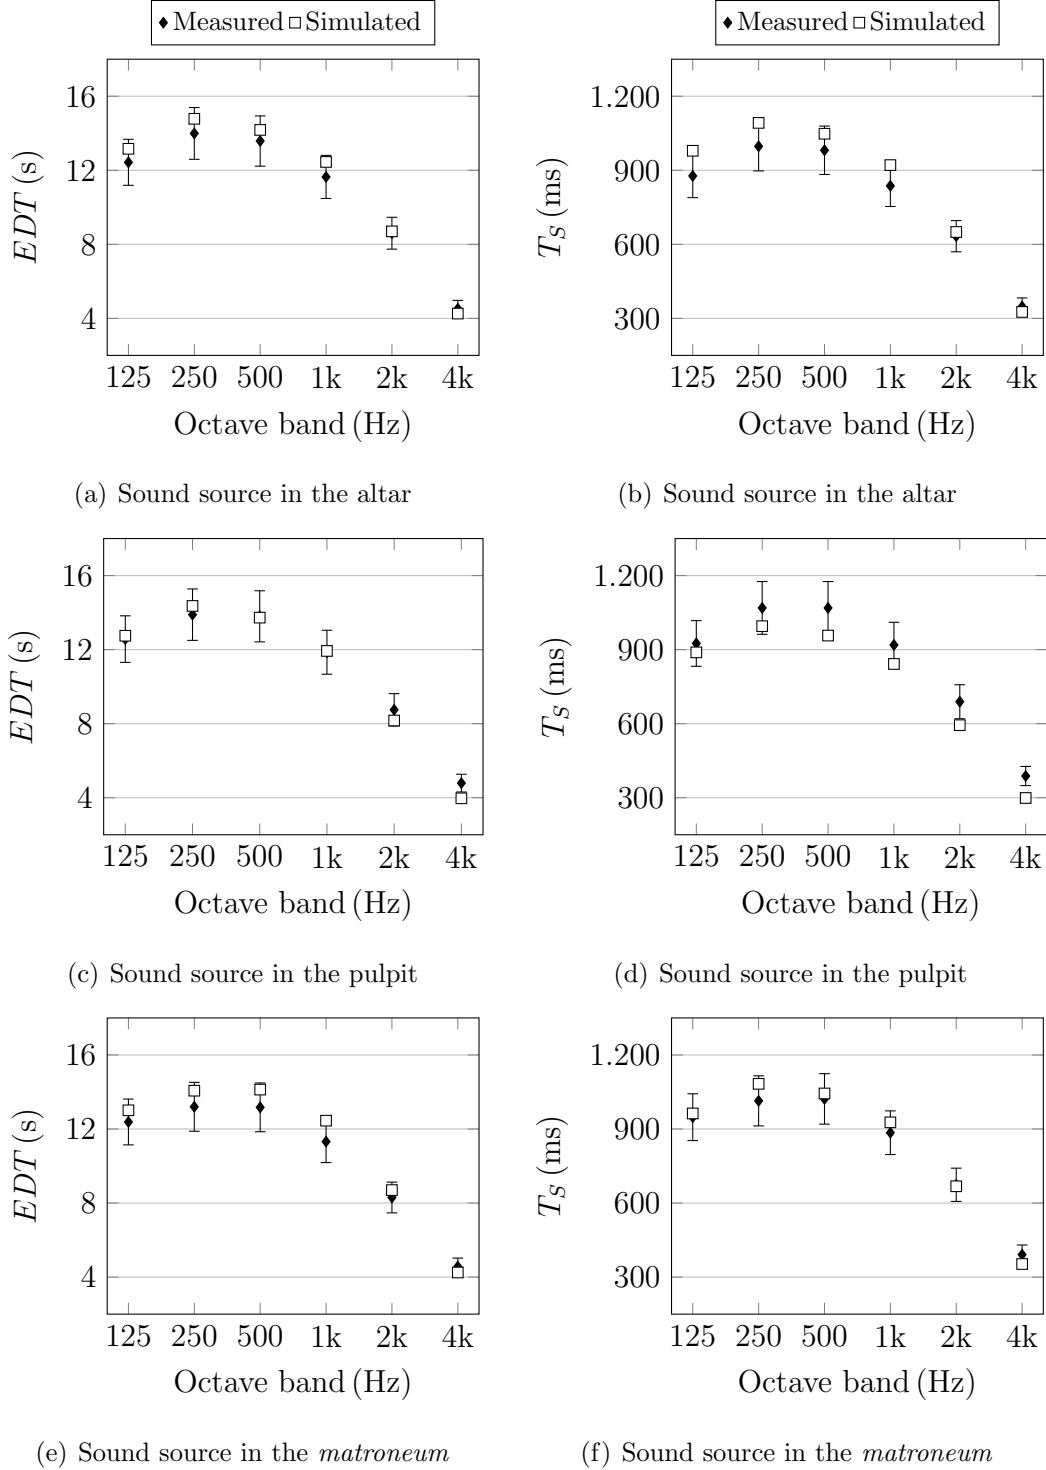 Measured Simulated
Measured Simulated
16
12
8
4
EDT (s)
125 250 500 1k 2k 4k
Octave band (Hz)
(a) Sound source in the altar
1.200
900
600
300
T_S (ms)
125 250 500 1k 2k 4k
Octave band (Hz)
(b) Sound source in the altar
16
12
8
4
EDT (s)
125 250 500 1k 2k 4k
Octave band (Hz)
(c) Sound source in the pulpit
1.200
900
600
300
T_S (ms)
125 250 500 1k 2k 4k
Octave band (Hz)
(d) Sound source in the pulpit
16
12
8
4
EDT (s)
125 250 500 1k 2k 4k
Octave band (Hz)
(e) Sound source in the matroneum
1.200
900
600
300
T_S (ms)
125 250 500 1k 2k 4k
Octave band (Hz)
(f) Sound source in the matroneum